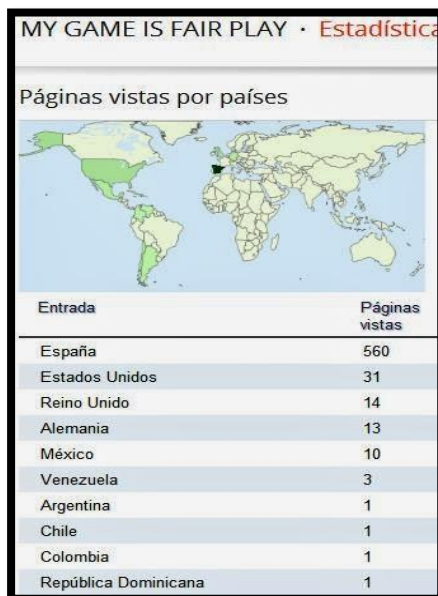 MY GAME IS FAIR PLAY · Estadística
Páginas vistas por países
Entrada Páginas vistas
España 560
Estados Unidos 31
Reino Unido 14
Alemania 13
México 10
Venezuela 3
Argentina 1
Chile 1
Colombia 1
República Dominicana 1